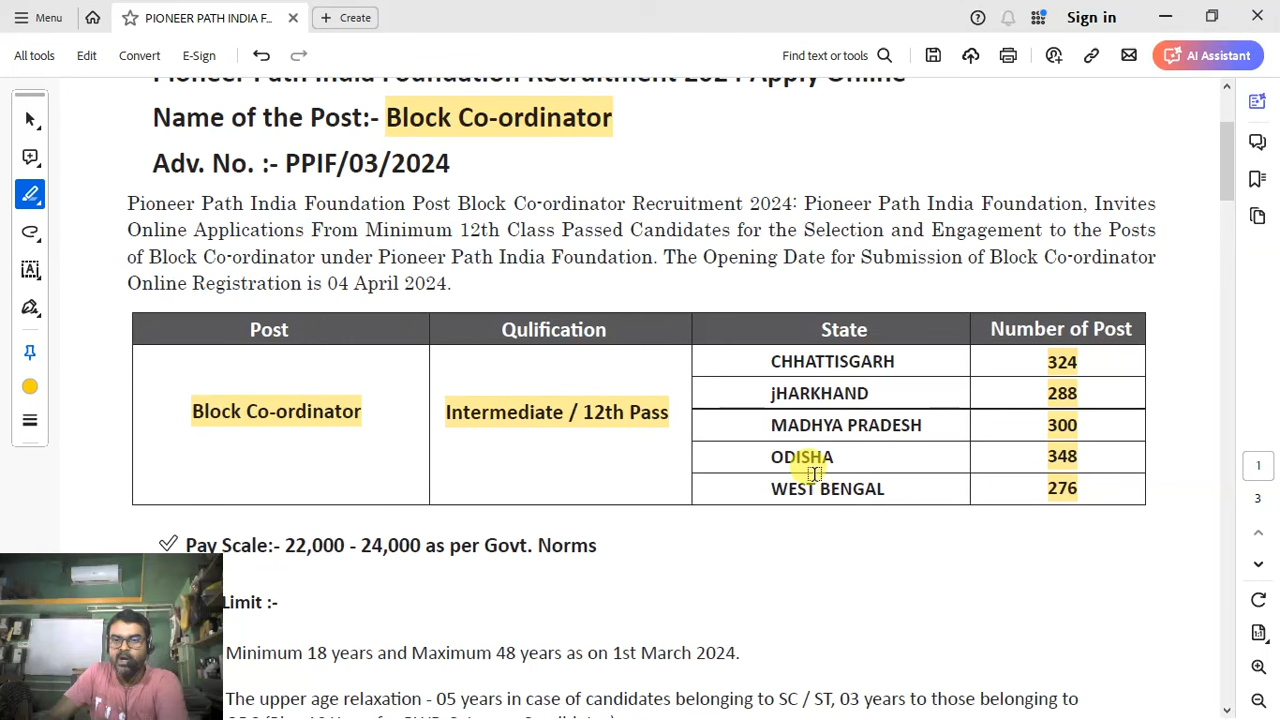 Menu
PIONEER PATH INDIA F...
Create
Sign in
All tools
Edit
Convert
E-Sign
Find text or tools
AI Assistant
Pioneer Path India Foundation Recruitment 2024 Apply Online
Name of the Post:- Block Co-ordinator
Adv. No. :- PPIF/03/2024
Pioneer Path India Foundation Post Block Co-ordinator Recruitment 2024: Pioneer Path India Foundation, Invites
Online Applications From Minimum 12th Class Passed Candidates for the Selection and Engagement to the Posts
of Block Co-ordinator under Pioneer Path India Foundation. The Opening Date for Submission of Block Co-ordinator
Online Registration is 04 April 2024.
Post Qulification State Number of Post
Block Co-ordinator Intermediate / 12th Pass
CHHATTISGARH 324
jHARKHAND 288
MADHYA PRADESH 300
ODISHA 348
WEST BENGAL 276
Pay Scale:- 22,000 - 24,000 as per Govt. Norms
Limit :-
Minimum 18 years and Maximum 48 years as on 1st March 2024.
The upper age relaxation - 05 years in case of candidates belonging to SC / ST, 03 years to those belonging to
1
3